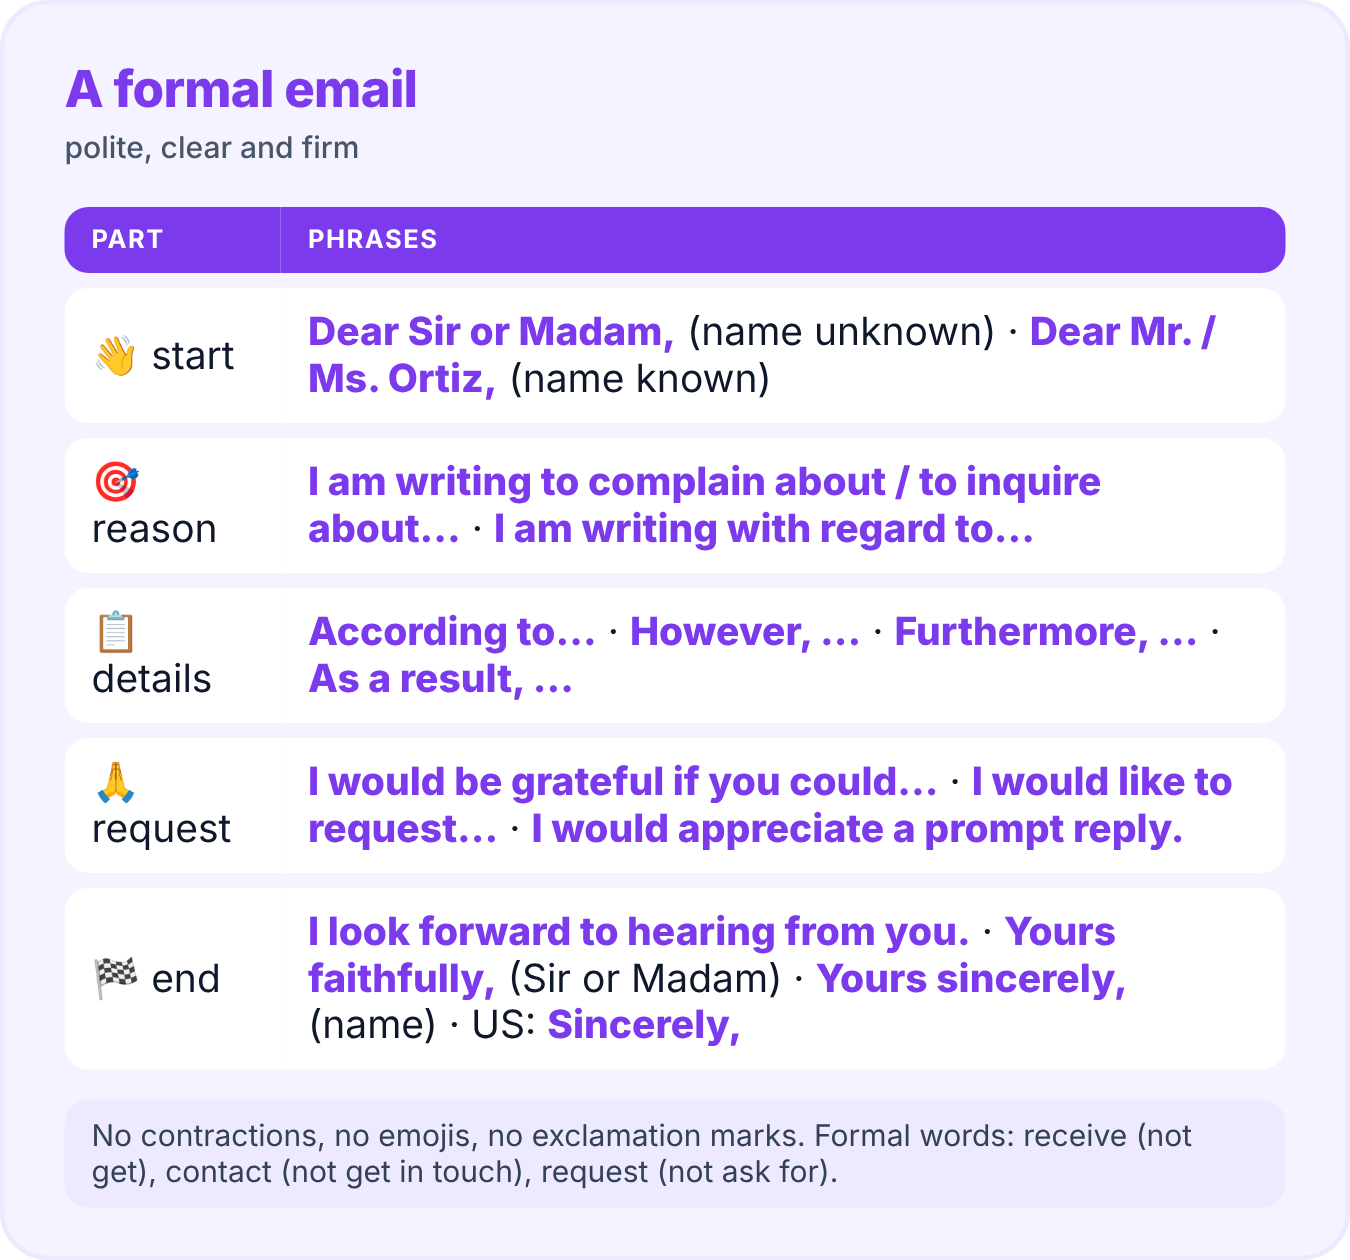 A formal email
polite, clear and firm
PART PHRASES
👋 start
Dear Sir or Madam, (name unknown) · Dear Mr. /
Ms. Ortiz, (name known)
🎯
reason
I am writing to complain about / to inquire
about… · I am writing with regard to…
📋
details
According to… · However, … · Furthermore, … ·
As a result, …
🙏
request
I would be grateful if you could… · I would like to
request… · I would appreciate a prompt reply.
🏁 end
I look forward to hearing from you. · Yours
faithfully, (Sir or Madam) · Yours sincerely,
(name) · US: Sincerely,
No contractions, no emojis, no exclamation marks. Formal words: receive (not
get), contact (not get in touch), request (not ask for).